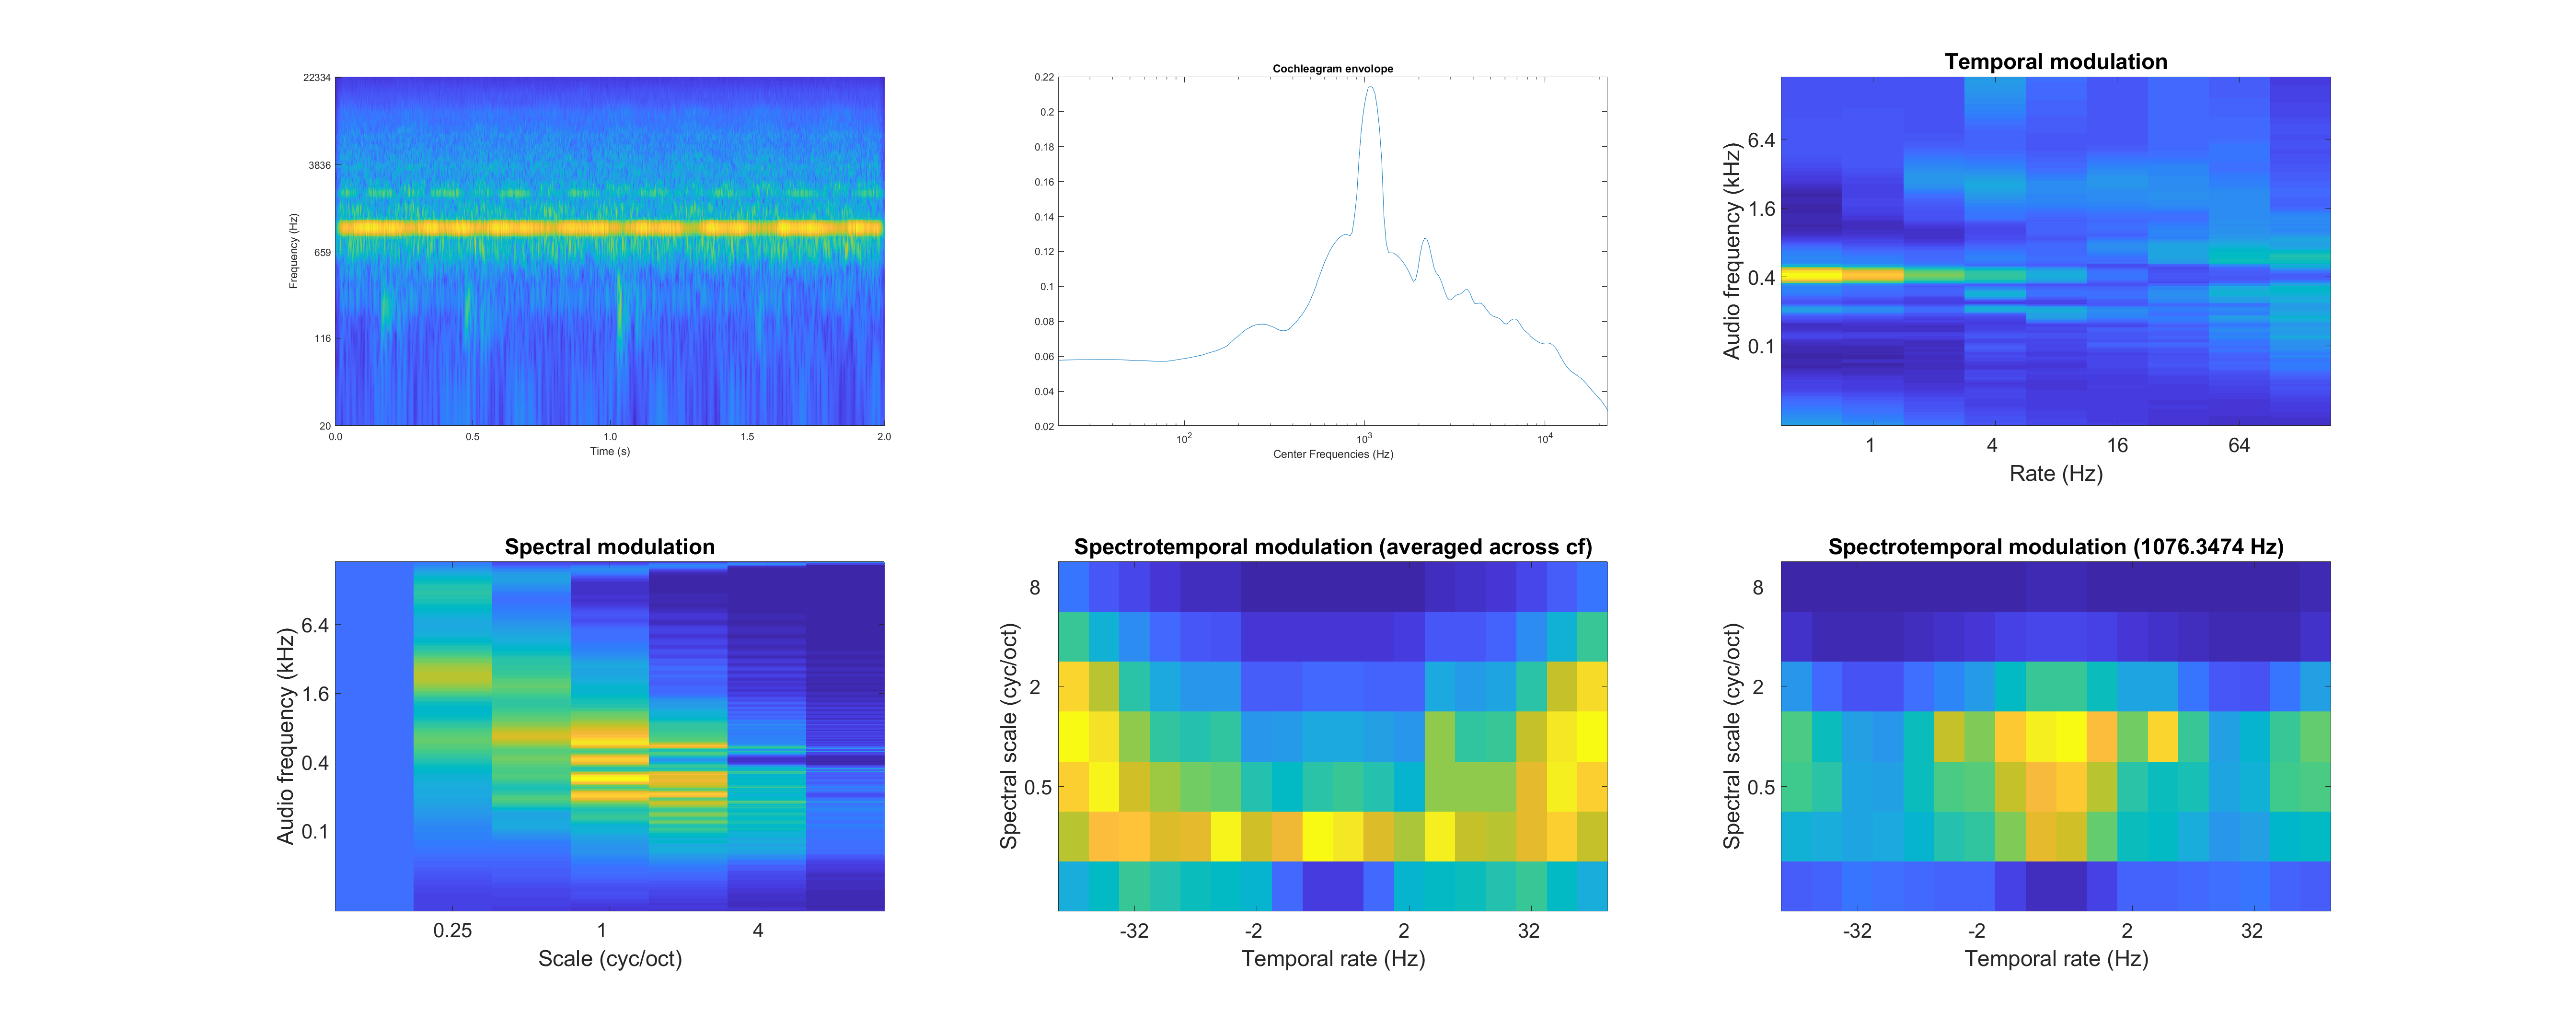 22334
3836
659
116
20
Frequency (Hz)
0.0 0.5 1.0 1.5 2.0
Time (s)
Cochleagram envolope
0.22
0.2
0.18
0.16
0.14
0.12
0.1
0.08
0.06
0.04
0.02
10² 10³ 10⁴
Center Frequencies (Hz)
Temporal modulation
6.4
1.6
0.4
0.1
Audio frequency (kHz)
1 4 16 64
Rate (Hz)
Spectral modulation
6.4
1.6
0.4
0.1
Audio frequency (kHz)
0.25 1 4
Scale (cyc/oct)
Spectrotemporal modulation (averaged across cf)
8
2
0.5
Spectral scale (cyc/oct)
-32 -2 2 32
Temporal rate (Hz)
Spectrotemporal modulation (1076.3474 Hz)
8
2
0.5
Spectral scale (cyc/oct)
-32 -2 2 32
Temporal rate (Hz)